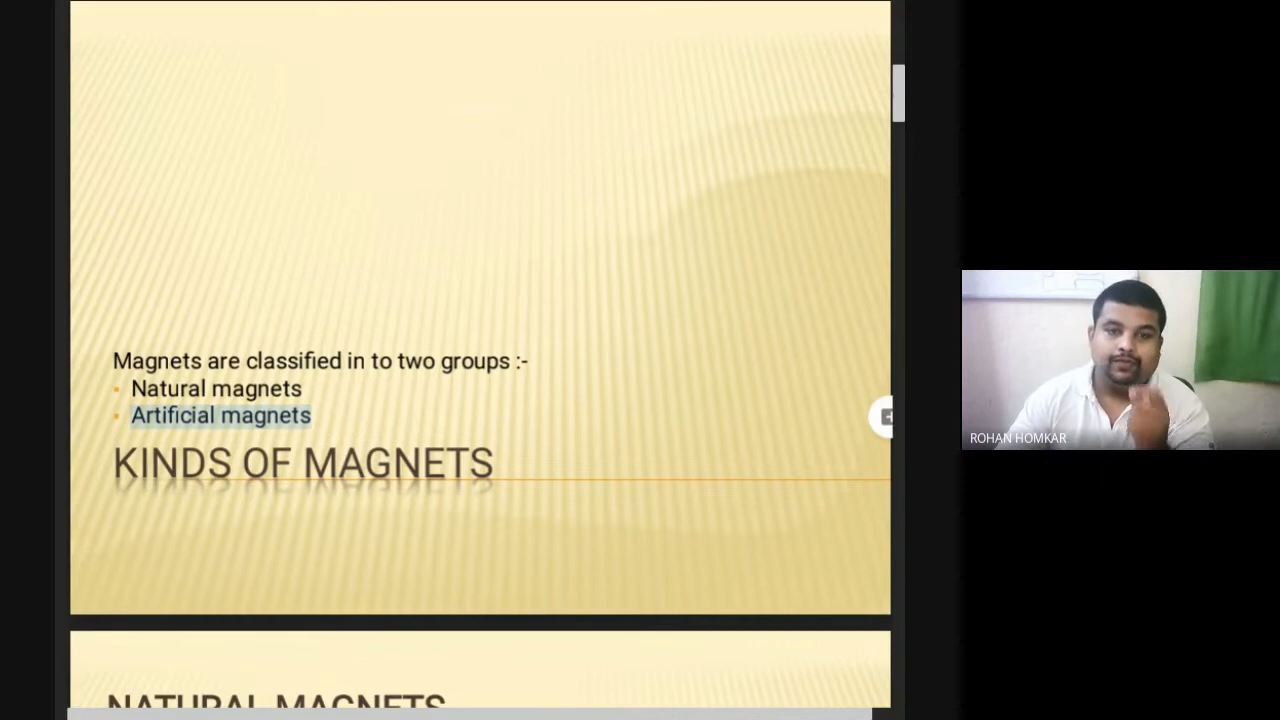 Magnets are classified in to two groups :-
Natural magnets
Artificial magnets
KINDS OF MAGNETS
NATURAL MAGNETS
ROHAN HOMKAR